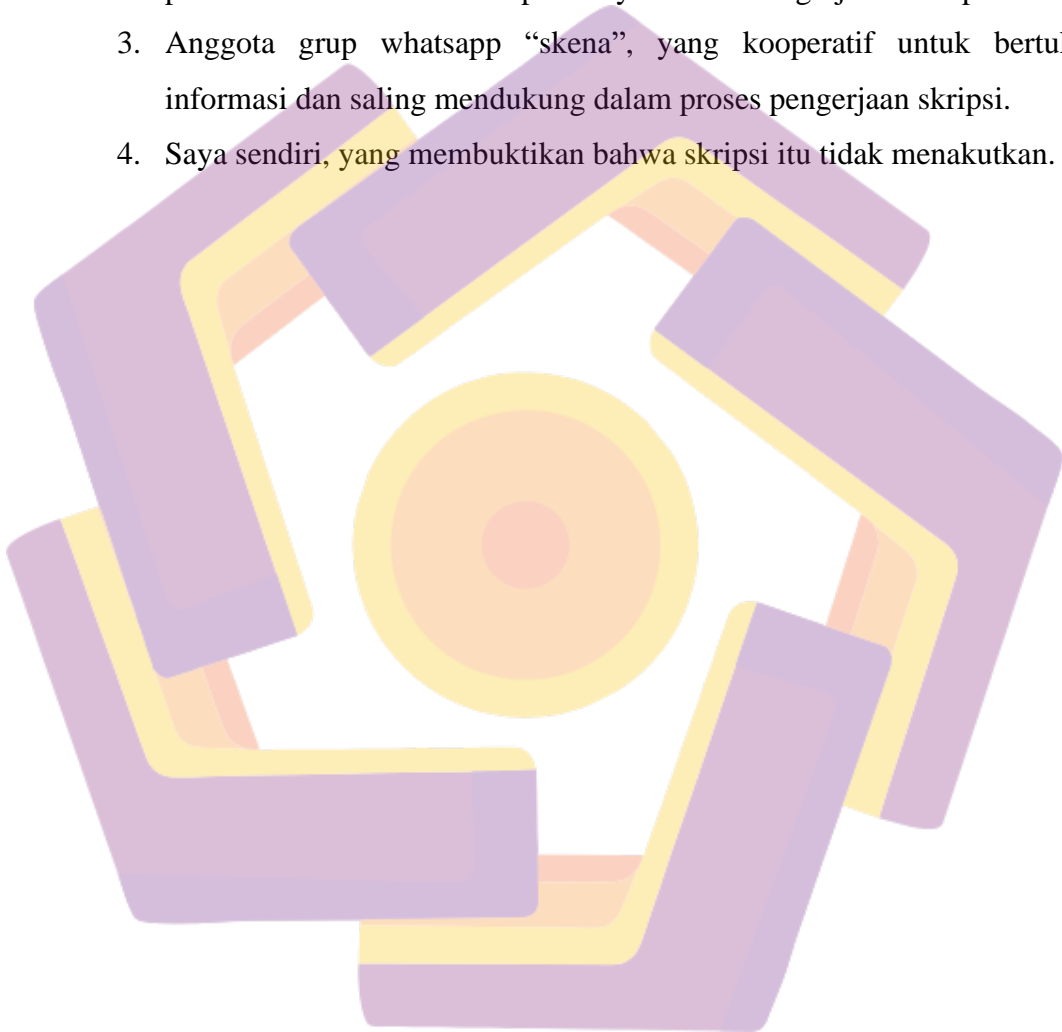 3. Anggota grup whatsapp “skena”, yang kooperatif untuk
informasi dan saling mendukung dalam proses pengerjaan skripsi.
4. Saya sendiri, yang membuktikan bahwa skripsi itu tidak menakutkan.